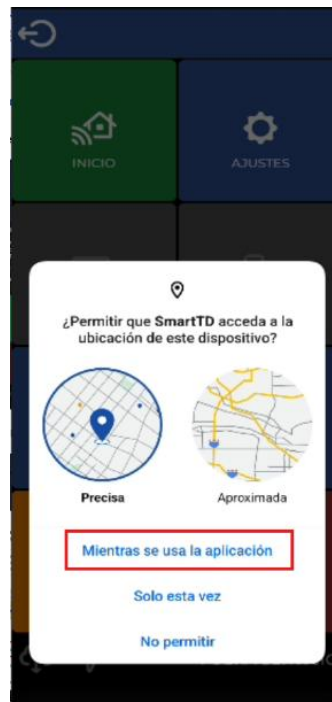 INICIO
AJUSTES
¿Permitir que SmartTD acceda a la
ubicación de este dispositivo?
Precisa
Aproximada
Mientras se usa la aplicación
Solo esta vez
No permitir